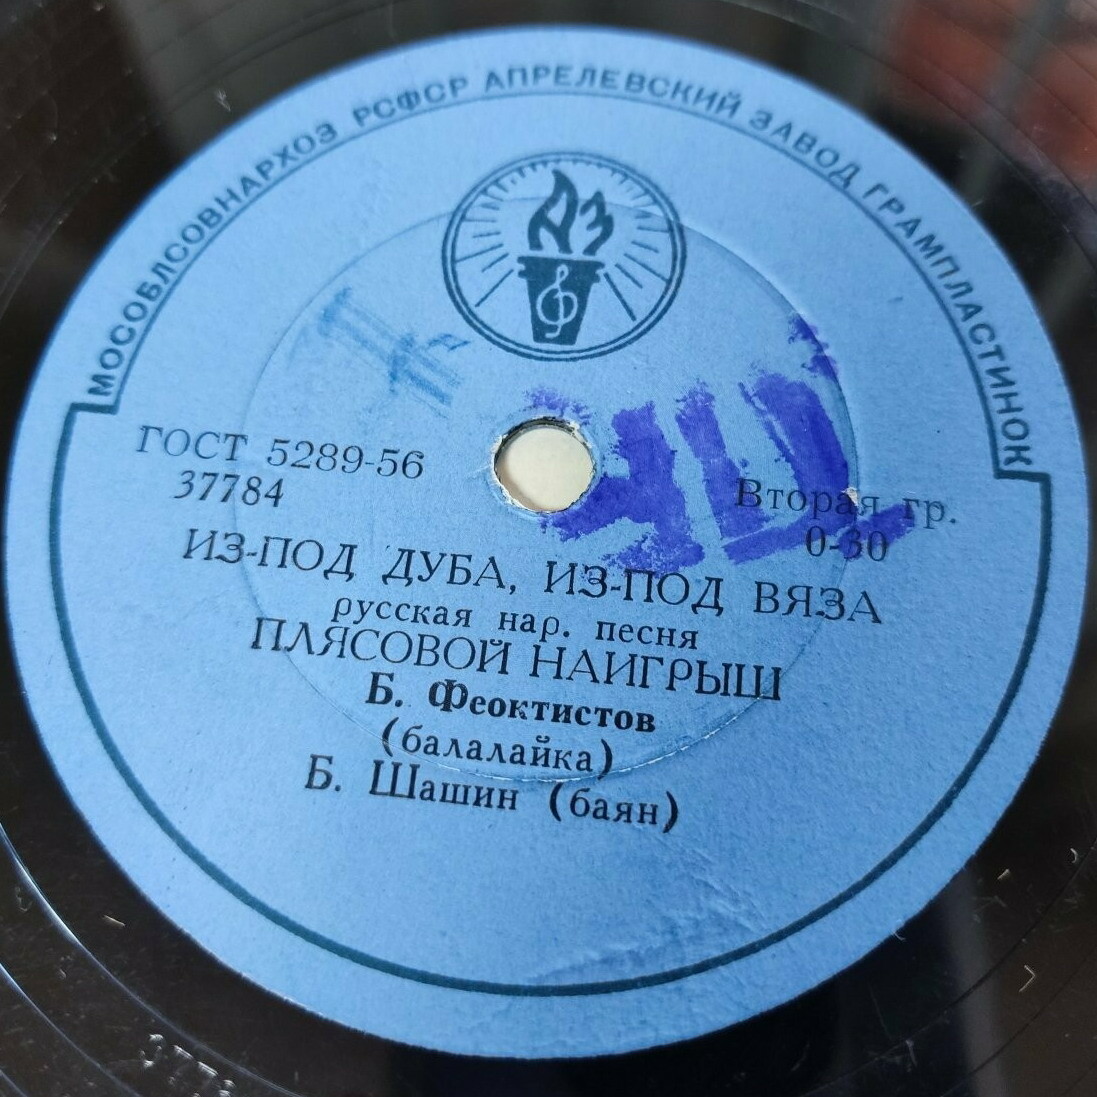 МОСОБЛСОВНАРХОЗ РСФСР АПРЕЛЕВСКИЙ ЗАВОД ГРАМПЛАСТИНОК
АЗ
ГОСТ 5289-56
37784
Вторая гр.
0-30
ИЗ-ПОД ДУБА, ИЗ-ПОД ВЯЗА
русская нар. песня
ПЛЯСОВОЙ НАИГРЫШ
Б. Феоктистов
(балалайка)
Б. Шашин (баян)